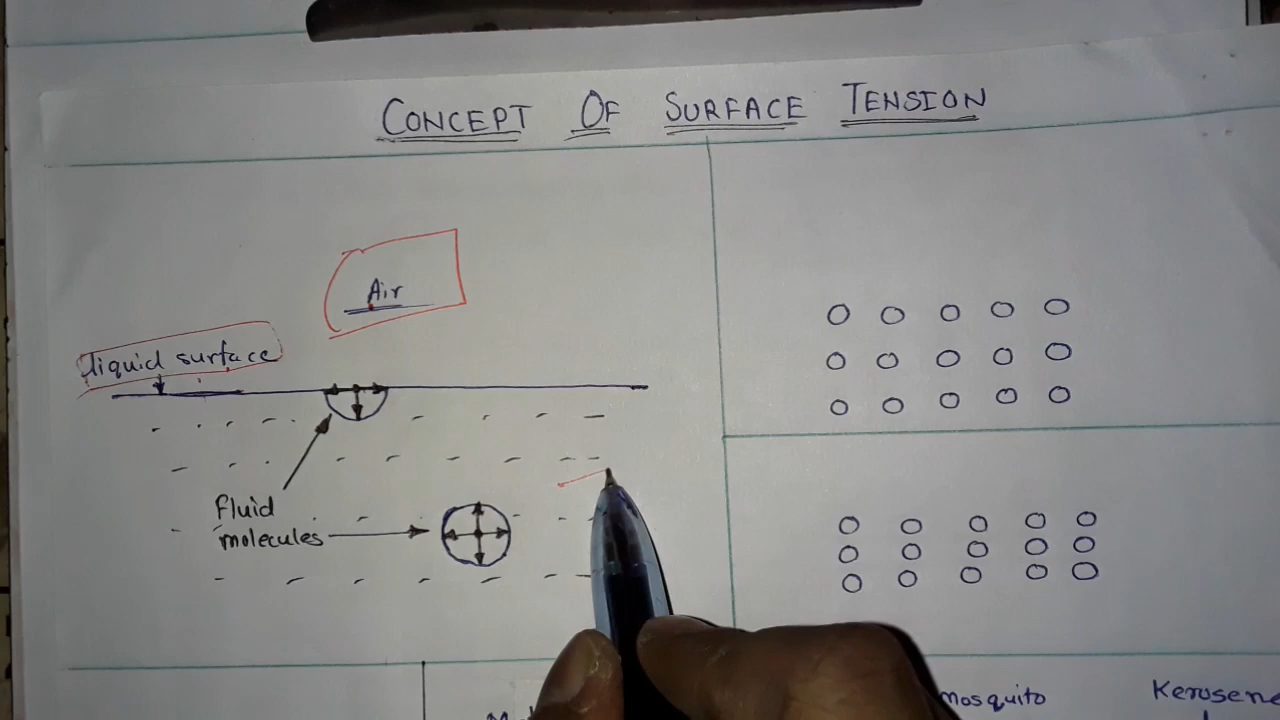 CONCEPT OF SURFACE TENSION
Air
liquid surface
fluid
molecules
mosquito
Kerosene